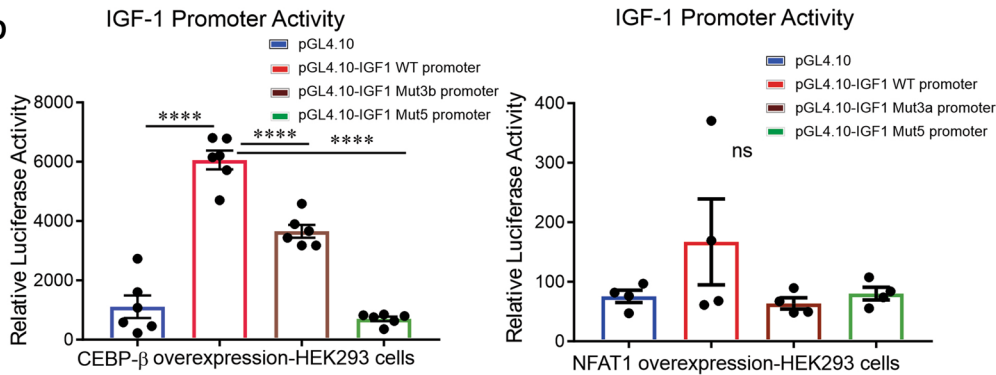 IGF-1 Promoter Activity
pGL4.10
pGL4.10-IGF1 WT promoter
pGL4.10-IGF1 Mut3b promoter
pGL4.10-IGF1 Mut5 promoter
Relative Luciferase Activity
8000
6000
4000
2000
0
****
****
****
CEBP-β overexpression-HEK293 cells
IGF-1 Promoter Activity
pGL4.10
pGL4.10-IGF1 WT promoter
pGL4.10-IGF1 Mut3a promoter
pGL4.10-IGF1 Mut5 promoter
Relative Luciferase Activity
400
300
200
100
0
ns
NFAT1 overexpression-HEK293 cells